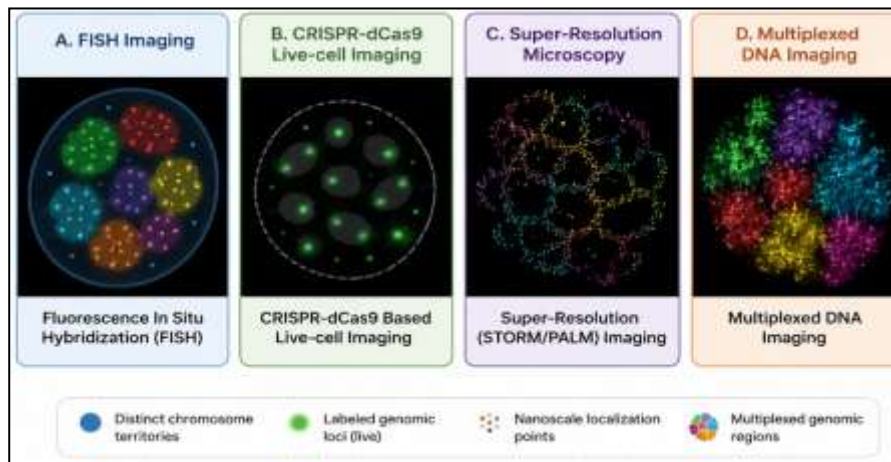 A. FISH Imaging
B. CRISPR-dCas9
Live-cell Imaging
C. Super-Resolution
Microscopy
D. Multiplexed
DNA Imaging
Fluorescence In Situ
Hybridization (FISH)
CRISPR-dCas9 Based
Live-cell Imaging
Super-Resolution
(STORM/PALM) Imaging
Multiplexed DNA
Imaging
Distinct chromosome
territories
Labeled genomic
loci (live)
Nanoscale localization
points
Multiplexed genomic
regions